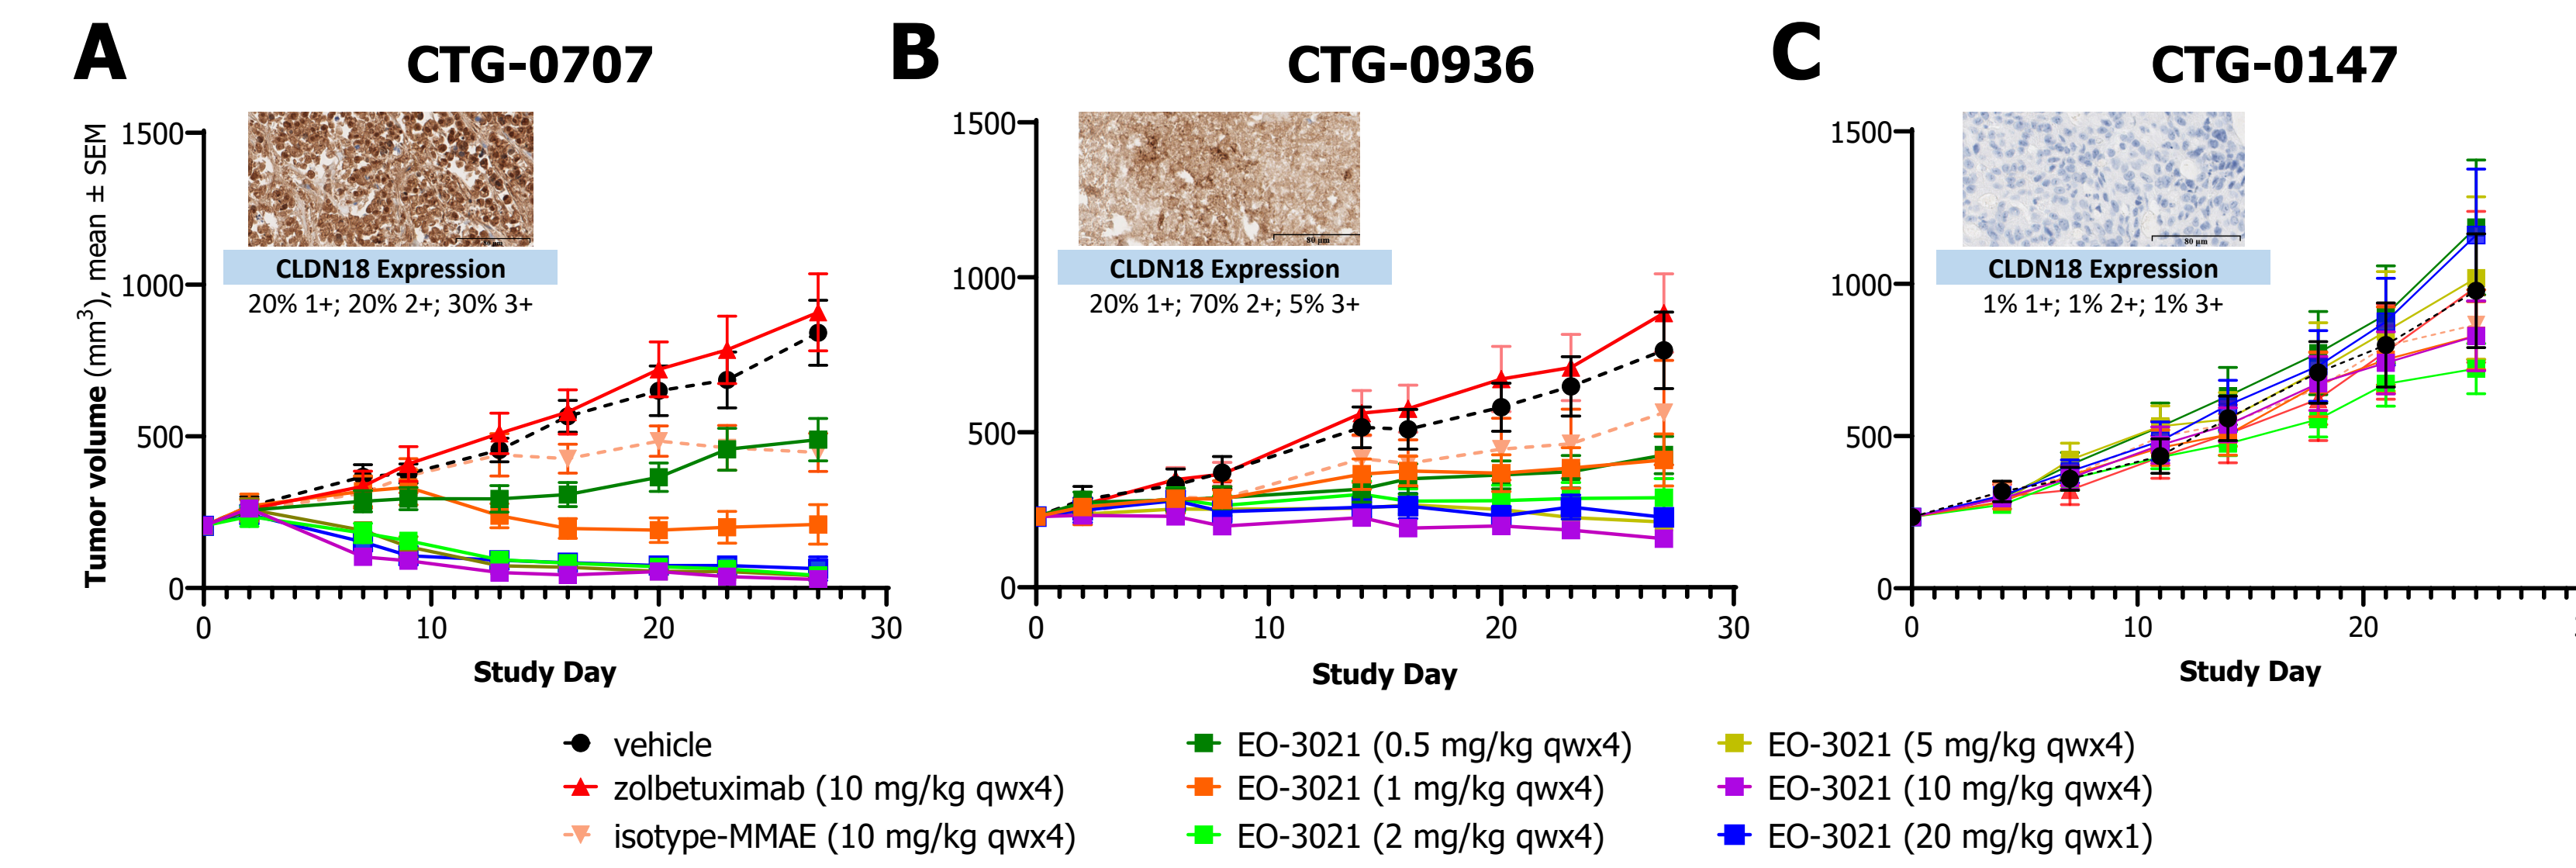 A
CTG-0707
B
CTG-0936
C
CTG-0147
Tumor volume (mm³), mean ± SEM
1500
1000
500
0
CLDN18 Expression
20% 1+; 20% 2+; 30% 3+
0
10
20
30
Study Day
1500
1000
500
0
80 μm
CLDN18 Expression
20% 1+; 70% 2+; 5% 3+
0
10
20
30
Study Day
1500
1000
500
0
80 μm
CLDN18 Expression
1% 1+; 1% 2+; 1% 3+
0
10
20
Study Day
vehicle
zolbetuximab (10 mg/kg qwx4)
isotype-MMAE (10 mg/kg qwx4)
EO-3021 (0.5 mg/kg qwx4)
EO-3021 (1 mg/kg qwx4)
EO-3021 (2 mg/kg qwx4)
EO-3021 (5 mg/kg qwx4)
EO-3021 (10 mg/kg qwx4)
EO-3021 (20 mg/kg qwx1)